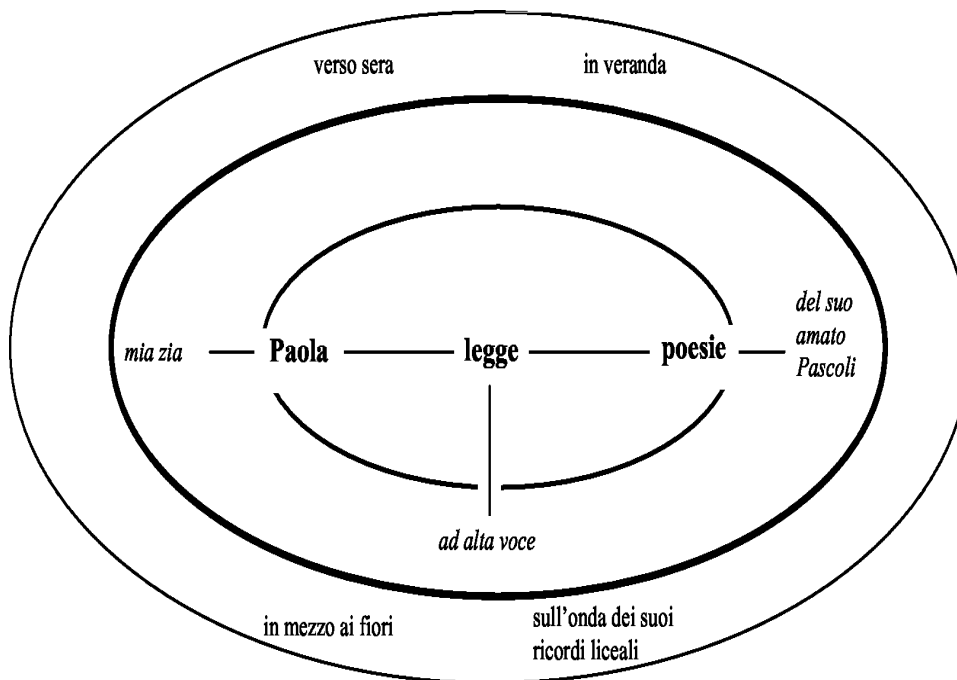 verso sera in veranda
mia zia Paola legge poesie del suo
amato
Pascoli
ad alta voce
in mezzo ai fiori sull'onda dei suoi
ricordi liceali